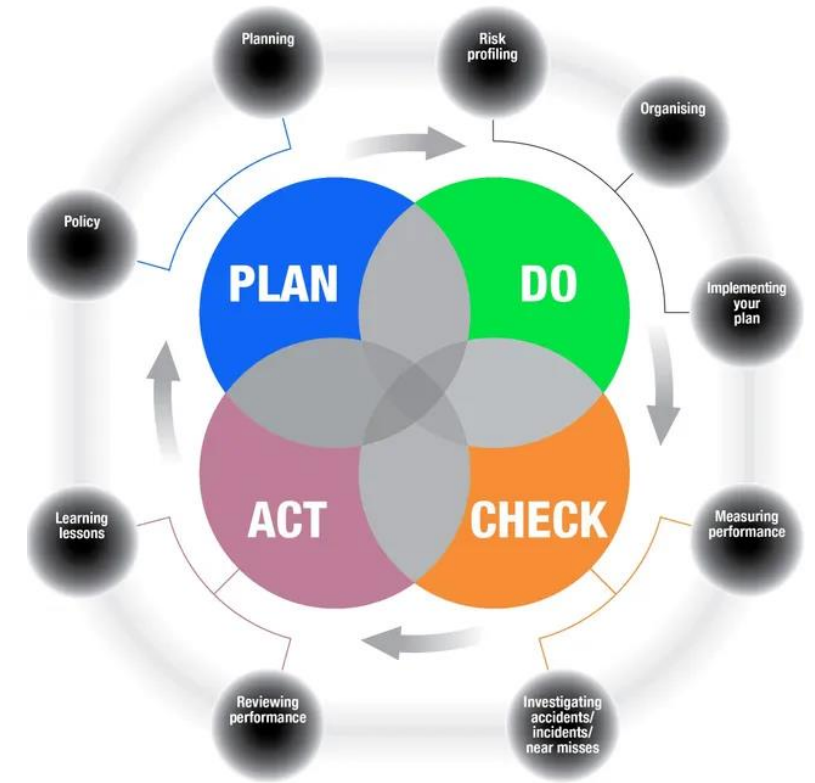 Planning
Risk
profiling
Organising
Policy
PLAN
DO
Implementing
your
plan
ACT
CHECK
Learning
lessons
Measuring
performance
Reviewing
performance
Investigating
accidents/
incidents/
near misses